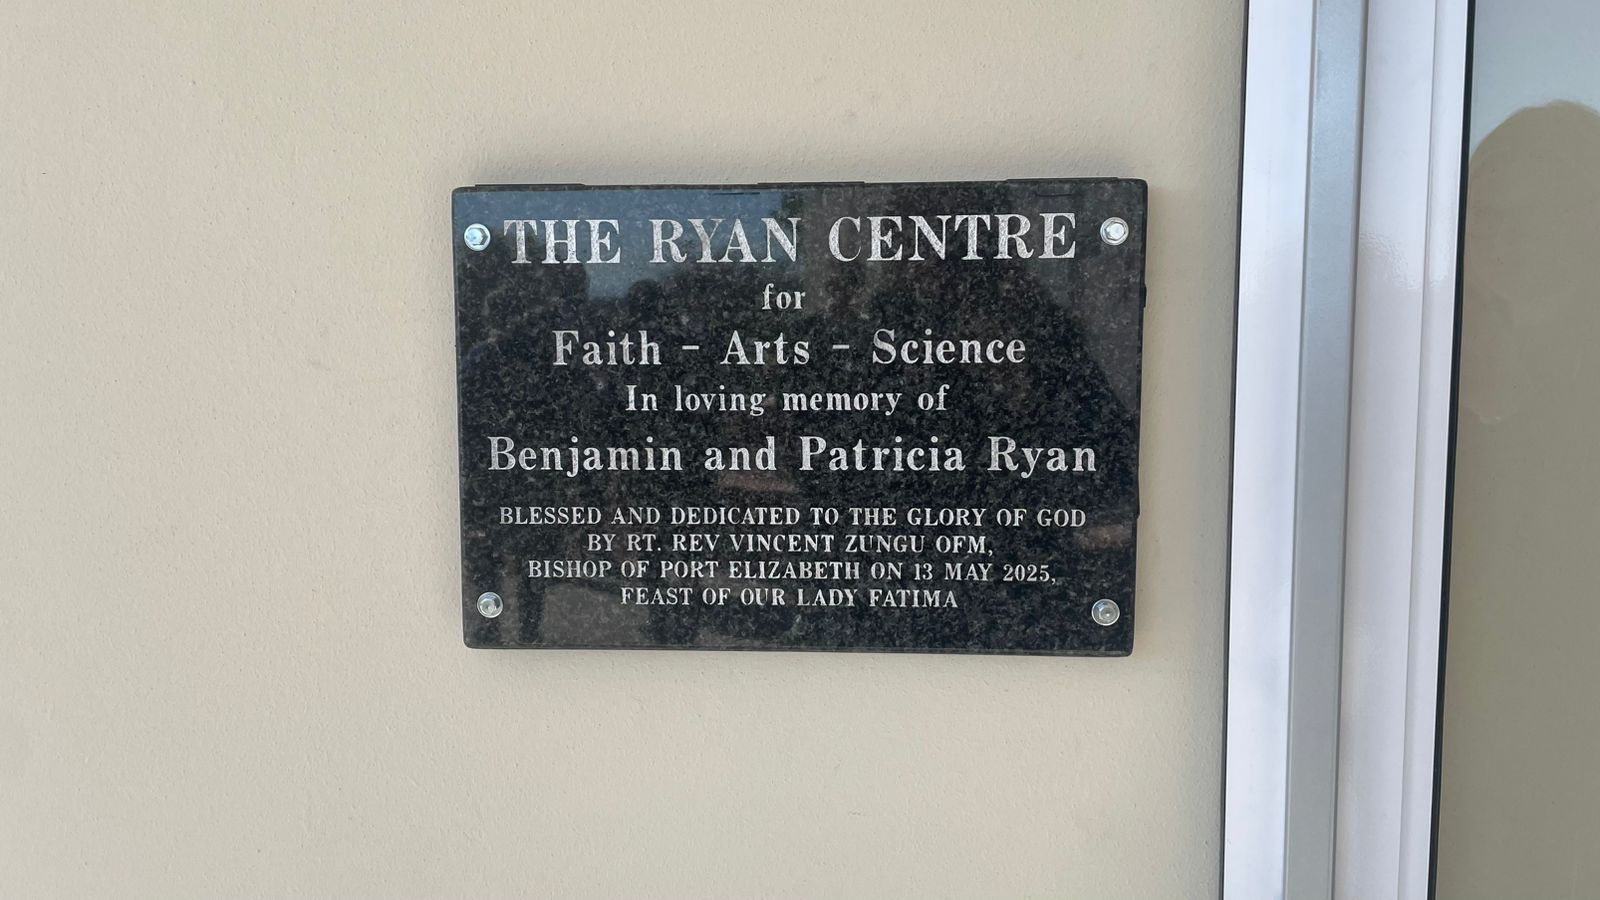 THE RYAN CENTRE
for
Faith - Arts - Science
In loving memory of
Benjamin and Patricia Ryan
BLESSED AND DEDICATED TO THE GLORY OF GOD
BY RT. REV VINCENT ZUNGU OFM,
BISHOP OF PORT ELIZABETH ON 13 MAY 2025,
FEAST OF OUR LADY FATIMA